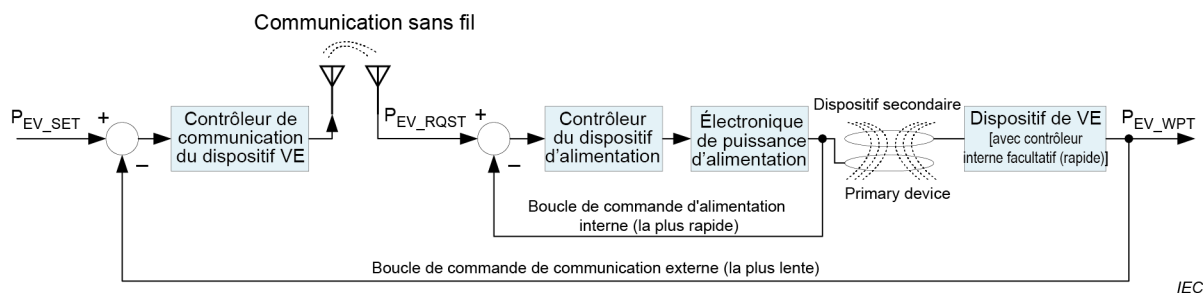 Communication sans fil
P_EV_SET
+
−
Contrôleur de
communication
du dispositif VE
P_EV_RQST
+
−
Contrôleur
du dispositif
d'alimentation
Électronique
de puissance
d'alimentation
Dispositif secondaire
Primary device
Dispositif de VE
[avec contrôleur
interne facultatif (rapide)]
P_EV_WPT
Boucle de commande d'alimentation
interne (la plus rapide)
Boucle de commande de communication externe (la plus lente)
IEC